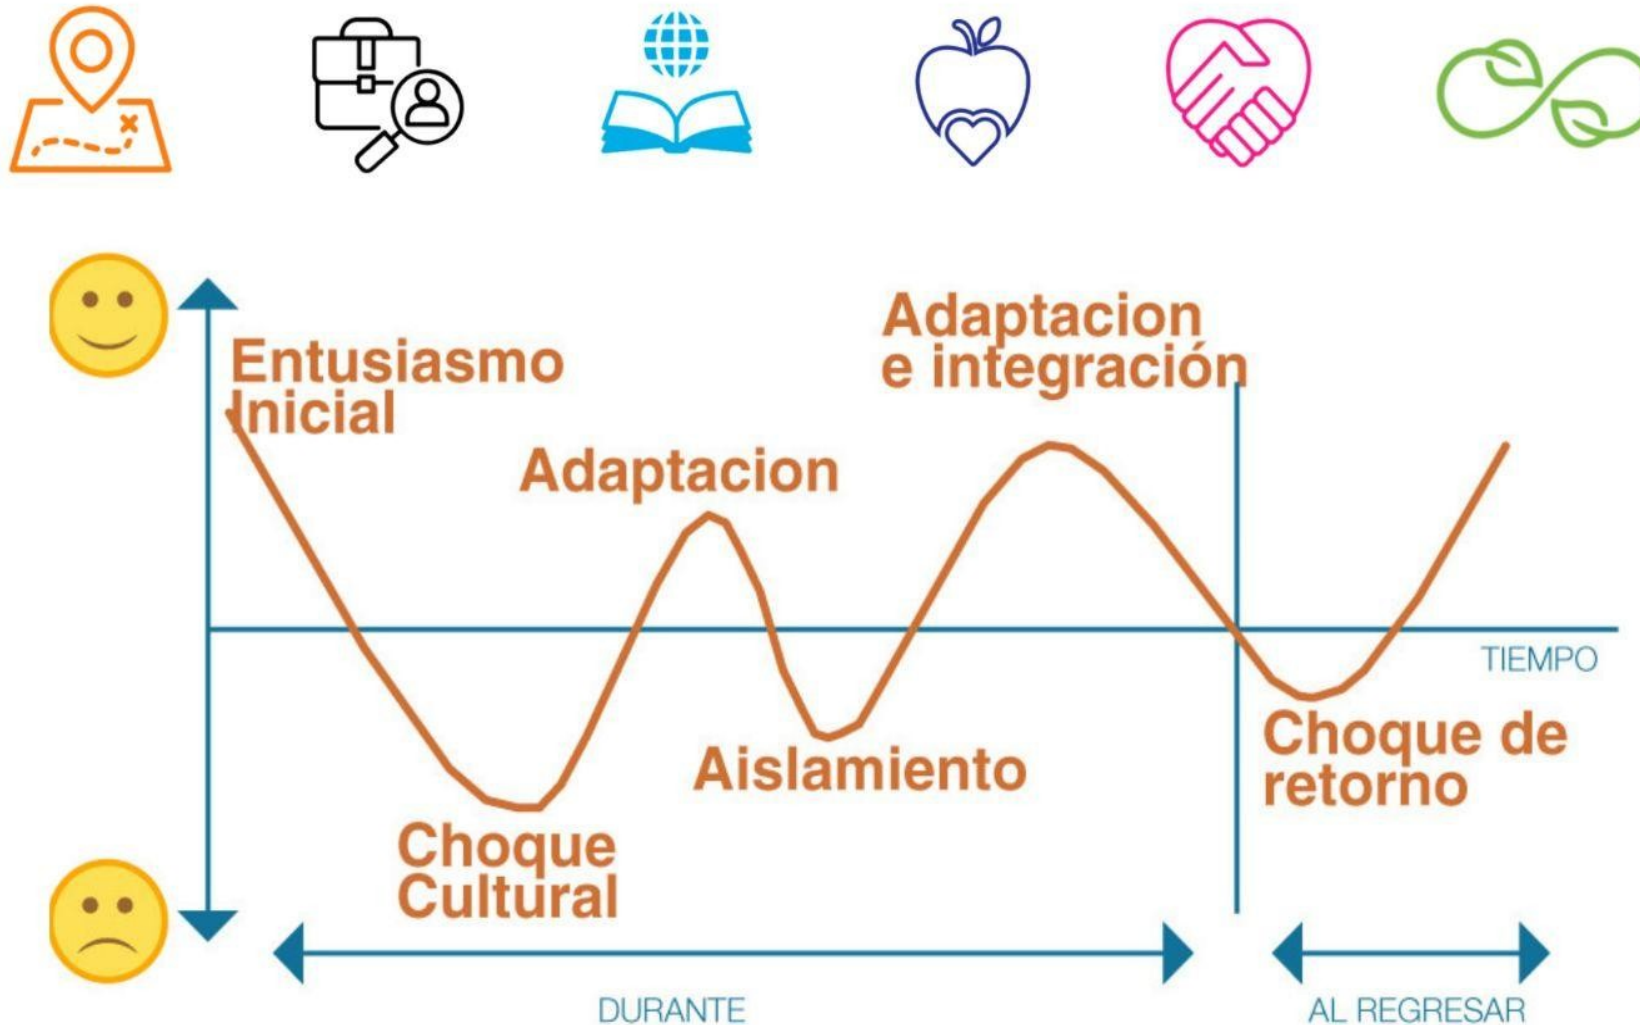 Entusiasmo
Inicial
Adaptacion
Adaptacion
e integración
TIEMPO
Choque de
retorno
Aislamiento
Choque
Cultural
DURANTE
AL REGRESAR